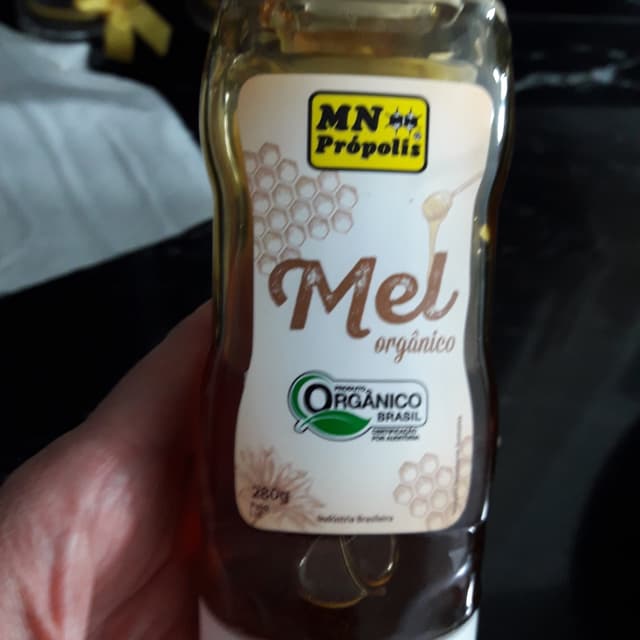 MN
Própolis
Mel
orgânico
PRODUTO
ORGÂNICO
BRASIL
CERTIFICAÇÃO
POR AUDITORIA
280g
Indústria Brasileira